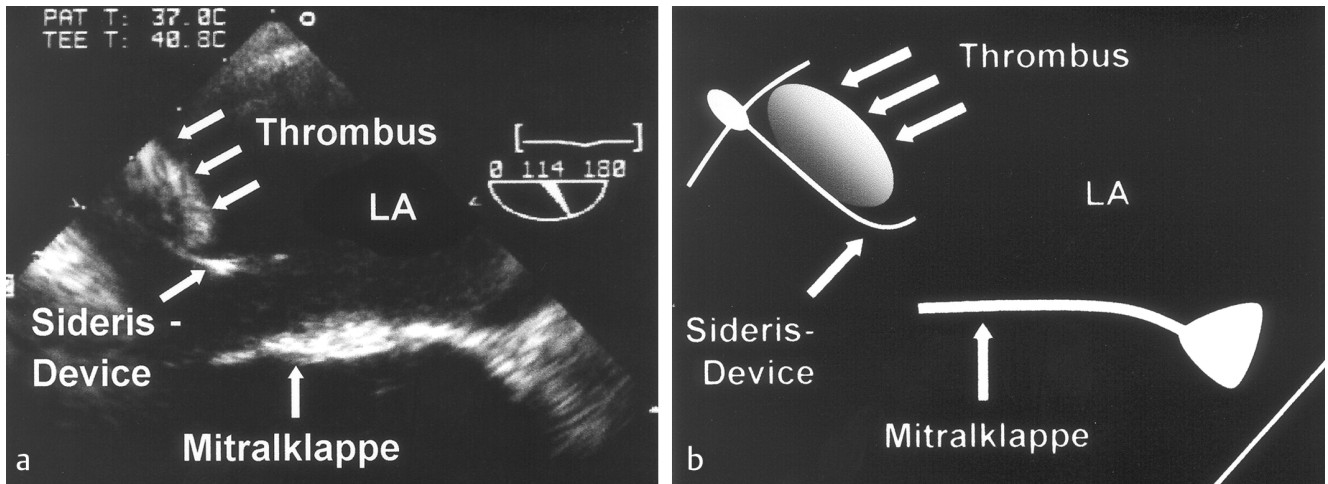 PAT T: 37.0C
TEE T: 40.8C
Thrombus
0 114 180
LA
Sideris -
Device
Mitralklappe
a
Thrombus
LA
Sideris-
Device
Mitralklappe
b